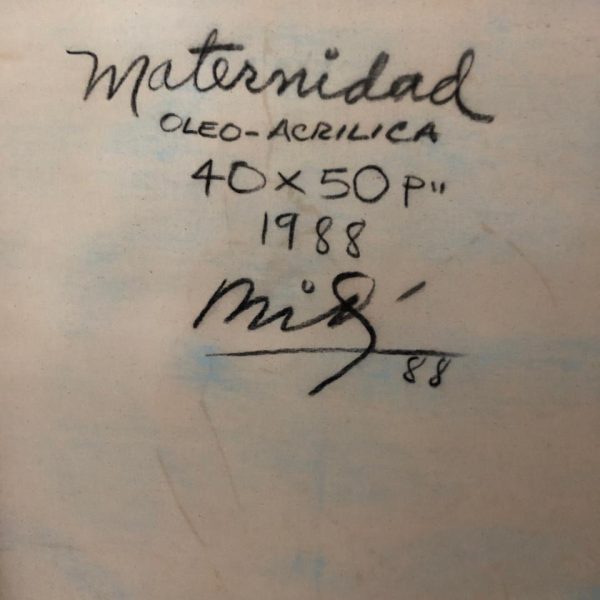 Maternidad
OLEO-ACRILICA
40 x 50 P"
1988
88